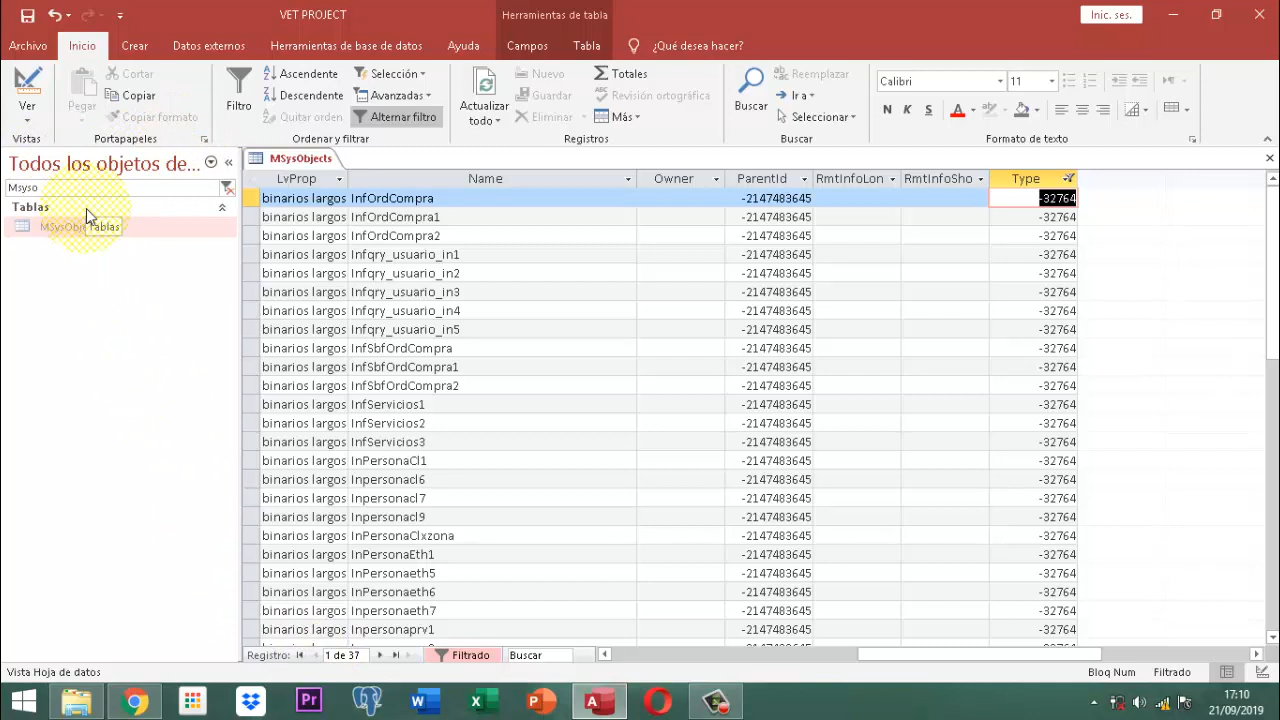 VET PROJECT
Herramientas de tabla
Inic. ses.
Archivo Inicio Crear Datos externos Herramientas de base de datos Ayuda Campos Tabla ¿Qué desea hacer?
Ver
Vistas
Pegar
Cortar
Copiar
Copiar formato
Portapapeles
Filtro
Ascendente
Descendente
Quitar orden
Selección
Avanzadas
Alternar filtro
Ordenar y filtrar
Actualizar todo
Nuevo
Guardar
Eliminar
Totales
Revisión ortográfica
Más
Registros
Buscar
Reemplazar
Ir a
Seleccionar
Buscar
Calibri 11
N K S A
Formato de texto
Todos los objetos de...
Msyso
Tablas
MSysObje Tablas
MSysObjects
LvProp Name Owner ParentId RmtInfoLon RmtInfoSho Type
binarios largos InfOrdCompra -2147483645 -32764
binarios largos InfOrdCompra1 -2147483645 -32764
binarios largos InfOrdCompra2 -2147483645 -32764
binarios largos Infqry_usuario_in1 -2147483645 -32764
binarios largos Infqry_usuario_in2 -2147483645 -32764
binarios largos Infqry_usuario_in3 -2147483645 -32764
binarios largos Infqry_usuario_in4 -2147483645 -32764
binarios largos Infqry_usuario_in5 -2147483645 -32764
binarios largos InfSbfOrdCompra -2147483645 -32764
binarios largos InfSbfOrdCompra1 -2147483645 -32764
binarios largos InfSbfOrdCompra2 -2147483645 -32764
binarios largos InfServicios1 -2147483645 -32764
binarios largos InfServicios2 -2147483645 -32764
binarios largos InfServicios3 -2147483645 -32764
binarios largos InPersonaCl1 -2147483645 -32764
binarios largos Inpersonacl6 -2147483645 -32764
binarios largos Inpersonacl7 -2147483645 -32764
binarios largos Inpersonacl9 -2147483645 -32764
binarios largos InPersonaClxzona -2147483645 -32764
binarios largos InPersonaEth1 -2147483645 -32764
binarios largos InPersonaeth5 -2147483645 -32764
binarios largos InPersonaeth6 -2147483645 -32764
binarios largos Inpersonaeth7 -2147483645 -32764
binarios largos Inpersonaprv1 -2147483645 -32764
Registro: 1 de 37 Filtrado Buscar
Vista Hoja de datos Bloq Num Filtrado
17:10
21/09/2019